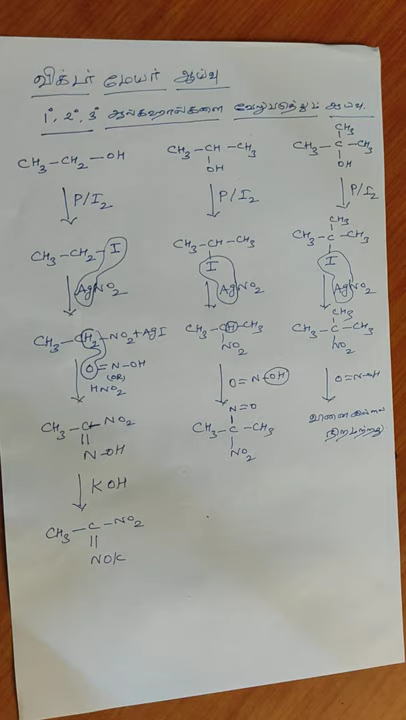 விக்டர் மேயர் ஆய்வு
1°, 2°, 3° ஆல்கஹால்களை வேறுபடுத்தும் ஆய்வு.
CH3-CH2-OH
↓ P/I2
CH3-CH2-I
AgNO2
CH3-CH2-NO2+AgI
O=N-OH
(OR)
HNO2
CH3-C-NO2
||
N-OH
↓ KOH
CH3-C-NO2
||
NOK
CH3-CH-CH3
OH
↓ P/I2
CH3-CH-CH3
I
AgNO2
CH3-CH-CH3
NO2
↓ O=N-OH
N=O
CH3-C-CH3
NO2
CH3
CH3-C-CH3
OH
↓ P/I2
CH3
CH3-C-CH3
I
AgNO2
CH3
CH3-C-CH3
NO2
↓ O=N-OH
நிறமற்றது